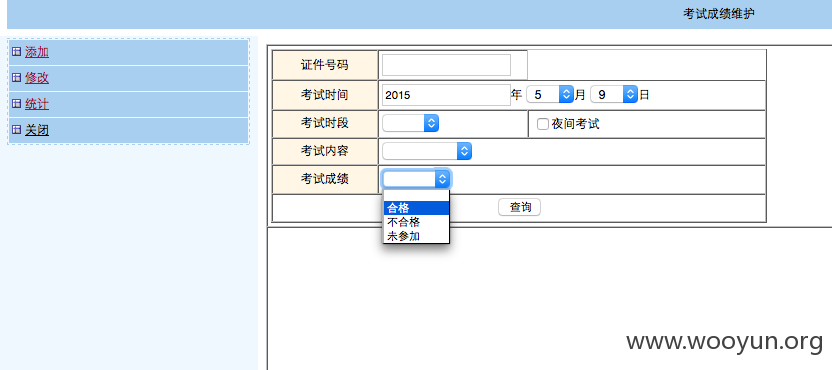 考试成绩维护
添加
修改
统计
关闭
证件号码
考试时间 2015 年 5 月 9 日
考试时段 夜间考试
考试内容
考试成绩
合格
不合格
未参加
查询
www.wooyun.org